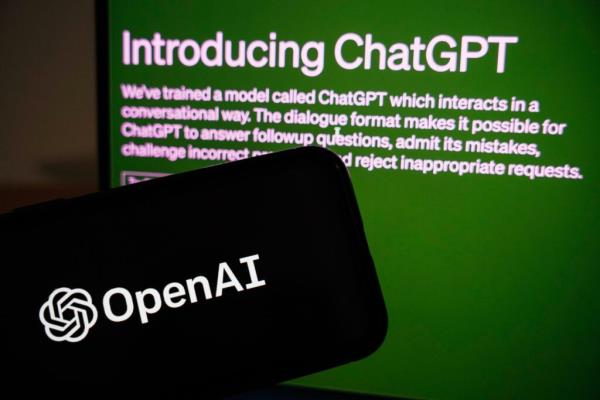 Introducing ChatGPT
We've trained a model called ChatGPT which interacts in a
conversational way. The dialogue format makes it possible for
ChatGPT to answer followup questions, admit its mistakes,
challenge incorrect reject inappropriate requests.
OpenAI